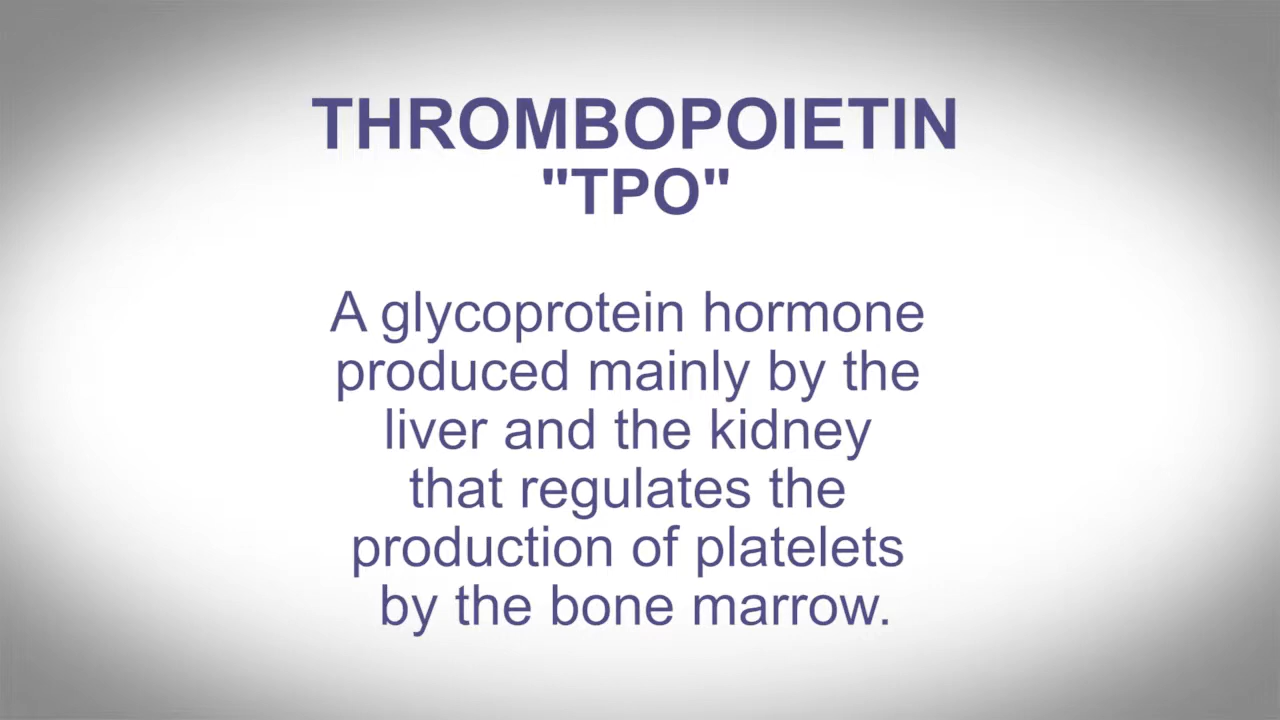 THROMBOPOIETIN
"TPO"
A glycoprotein hormone
produced mainly by the
liver and the kidney
that regulates the
production of platelets
by the bone marrow.